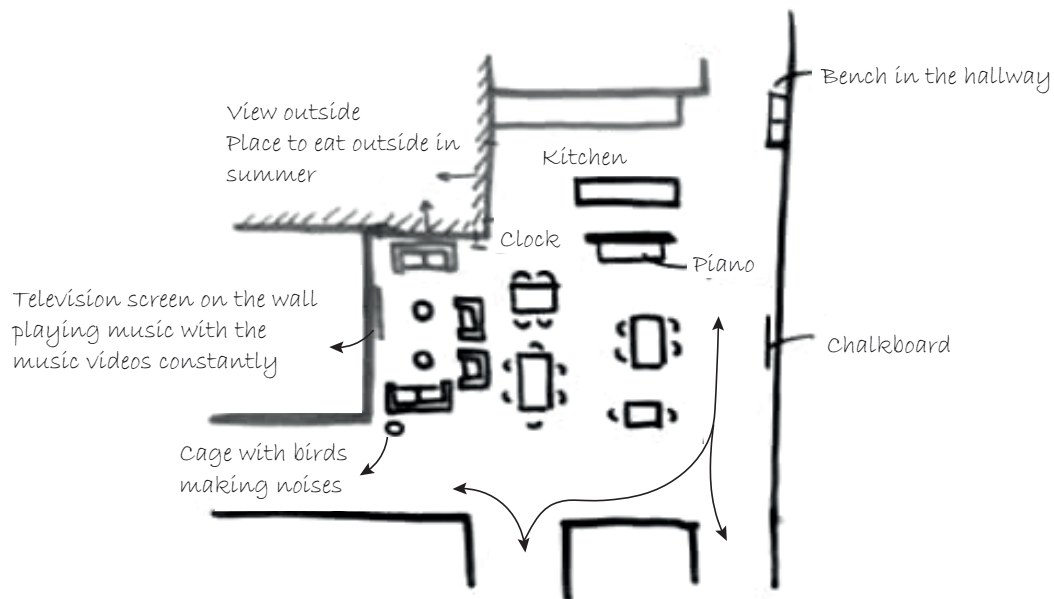 Bench in the hallway
View outside
Place to eat outside in
summer
Kitchen
Clock
Piano
Television screen on the wall
playing music with the
music videos constantly
Chalkboard
Cage with birds
making noises